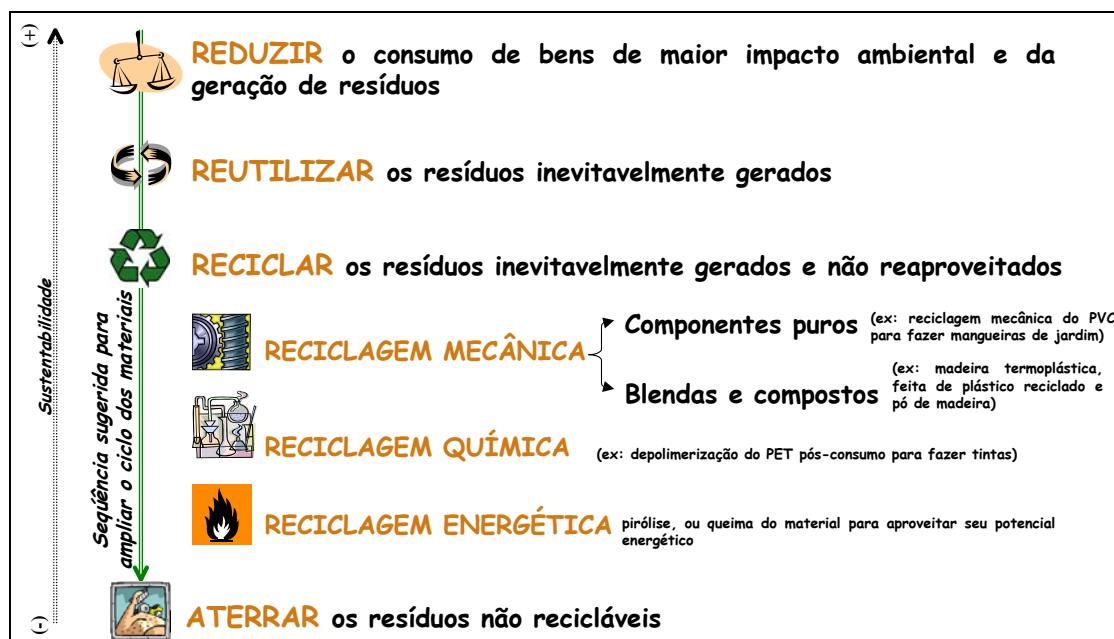 (+)
REDUZIR o consumo de bens de maior impacto ambiental e da
geração de resíduos
REUTILIZAR os resíduos inevitavelmente gerados
RECICLAR os resíduos inevitavelmente gerados e não reaproveitados
Sustentabilidade
Seqüência sugerida para
ampliar o ciclo dos materiais
RECICLAGEM MECÂNICA
Componentes puros (ex: reciclagem mecânica do PVC
para fazer mangueiras de jardim)
Blendas e compostos (ex: madeira termoplástica,
feita de plástico reciclado e
pó de madeira)
RECICLAGEM QUÍMICA (ex: depolimerização do PET pós-consumo para fazer tintas)
RECICLAGEM ENERGÉTICA pirólise, ou queima do material para aproveitar seu potencial
energético
(-)
ATERRAR os resíduos não recicláveis